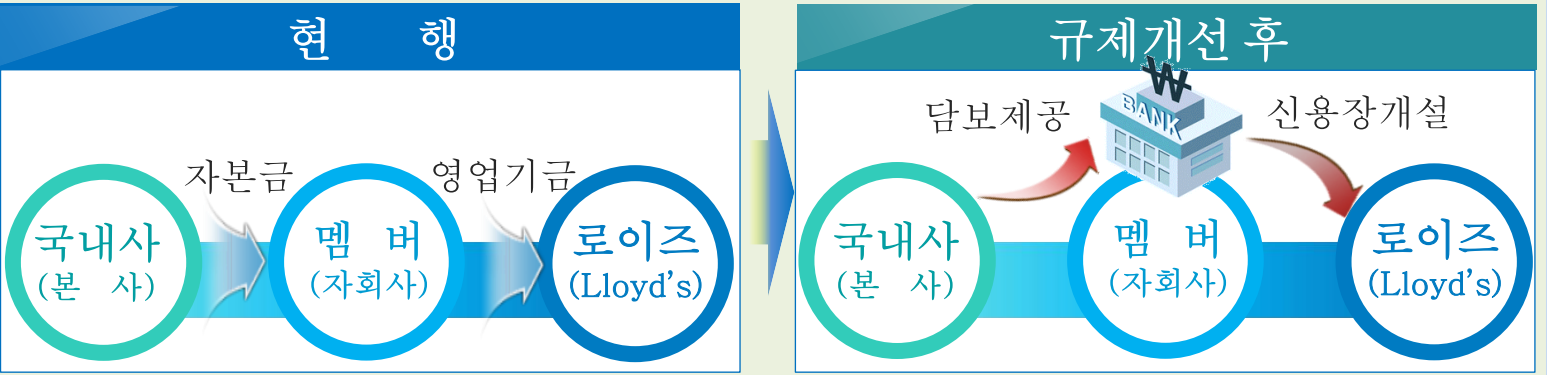 현 행
자본금
영업기금
국내사
(본 사)
멤 버
(자회사)
로이즈
(Lloyd's)
규제개선 후
담보제공
₩
BANK
신용장개설
국내사
(본 사)
멤 버
(자회사)
로이즈
(Lloyd's)